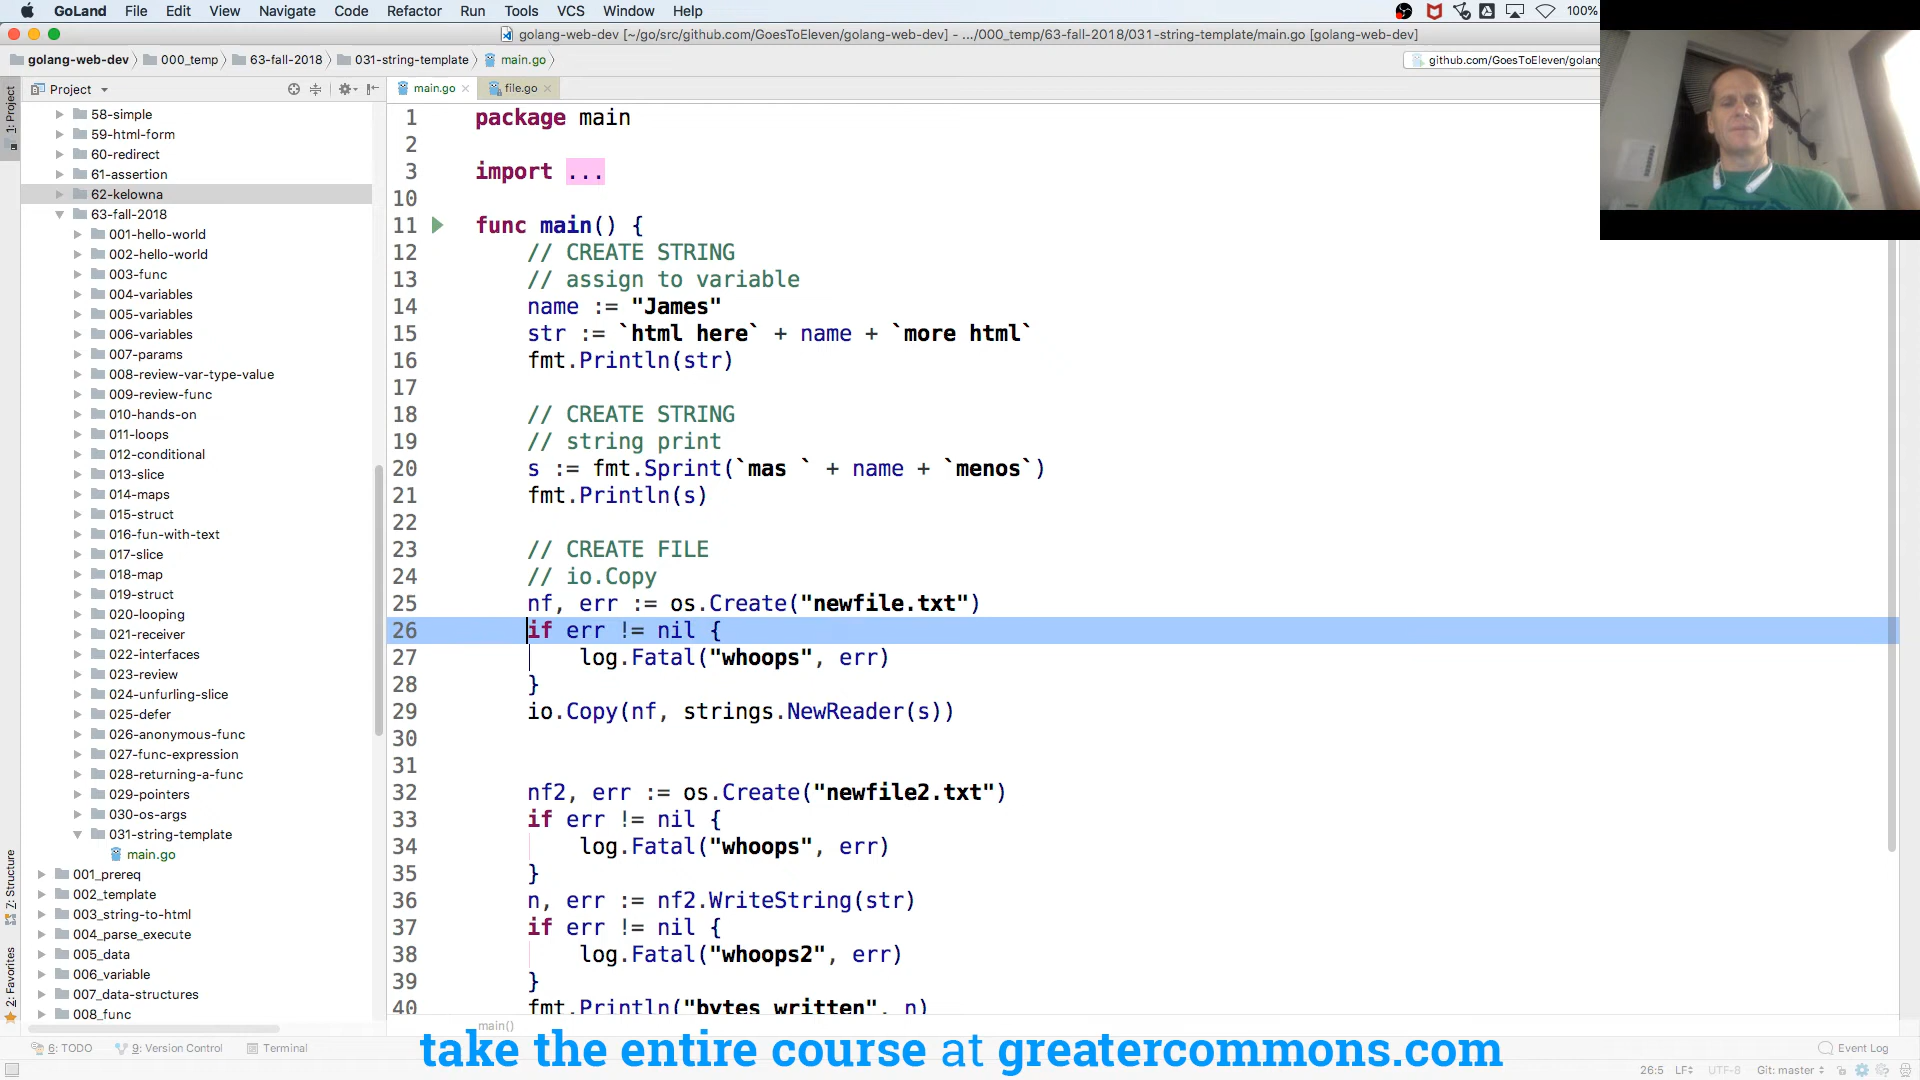 GoLand File Edit View Navigate Code Refactor Run Tools VCS Window Help 100%
golang-web-dev [~/go/src/github.com/GoesToEleven/golang-web-dev] - .../000_temp/63-fall-2018/031-string-template/main.go [golang-web-dev]
golang-web-dev 000_temp 63-fall-2018 031-string-template main.go github.com/GoesToEleven/golang
Project main.go file.go
1: Project
58-simple
59-html-form
60-redirect
61-assertion
62-kelowna
63-fall-2018
001-hello-world
002-hello-world
003-func
004-variables
005-variables
006-variables
007-params
008-review-var-type-value
009-review-func
010-hands-on
011-loops
012-conditional
013-slice
014-maps
015-struct
016-fun-with-text
017-slice
018-map
019-struct
020-looping
021-receiver
022-interfaces
023-review
024-unfurling-slice
025-defer
026-anonymous-func
027-func-expression
028-returning-a-func
029-pointers
030-os-args
031-string-template
main.go
001_prereq
002_template
003_string-to-html
004_parse_execute
005_data
006_variable
007_data-structures
008_func
7: Structure
2: Favorites
1 package main
2
3 import ...
10
11 func main() {
12 // CREATE STRING
13 // assign to variable
14 name := "James"
15 str := `html here` + name + `more html`
16 fmt.Println(str)
17
18 // CREATE STRING
19 // string print
20 s := fmt.Sprint(`mas ` + name + `menos`)
21 fmt.Println(s)
22
23 // CREATE FILE
24 // io.Copy
25 nf, err := os.Create("newfile.txt")
26 if err != nil {
27 log.Fatal("whoops", err)
28 }
29 io.Copy(nf, strings.NewReader(s))
30
31
32 nf2, err := os.Create("newfile2.txt")
33 if err != nil {
34 log.Fatal("whoops", err)
35 }
36 n, err := nf2.WriteString(str)
37 if err != nil {
38 log.Fatal("whoops2", err)
39 }
40 fmt.Println("bytes written", n)
main()
take the entire course at greatercommons.com
6: TODO 9: Version Control Terminal Event Log
26:5 LF UTF-8 Git: master